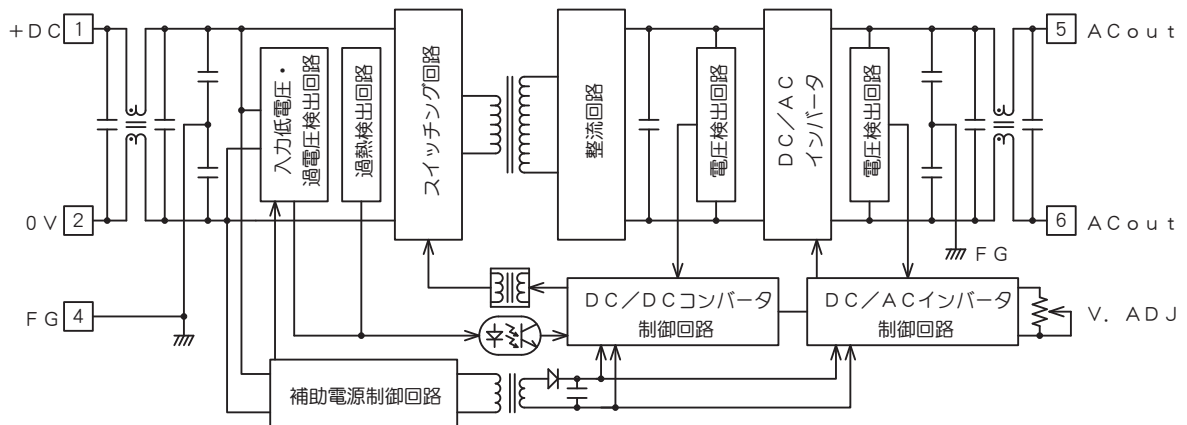 +DC 1
0V 2
FG 4
入力低電圧・
過電圧検出回路
過熱検出回路
スイッチング回路
整流回路
電圧検出回路
DC/AC
インバータ
電圧検出回路
5 ACout
6 ACout
FG
DC/DCコンバータ
制御回路
DC/ACインバータ
制御回路
V. ADJ
補助電源制御回路